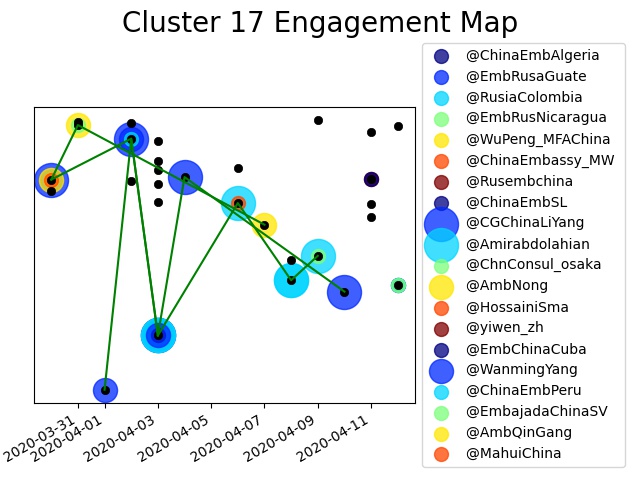 Cluster 17 Engagement Map
@ChinaEmbAlgeria
@EmbRusaGuate
@RusiaColombia
@EmbRusNicaragua
@WuPeng_MFAChina
@ChinaEmbassy_MW
@Rusembchina
@ChinaEmbSL
@CGChinaLiYang
@Amirabdolahian
@ChnConsul_osaka
@AmbNong
@HossainiSma
@yiwen_zh
@EmbChinaCuba
@WanmingYang
@ChinaEmbPeru
@EmbajadaChinaSV
@AmbQinGang
@MahuiChina
2020-03-31
2020-04-01
2020-04-03
2020-04-05
2020-04-07
2020-04-09
2020-04-11